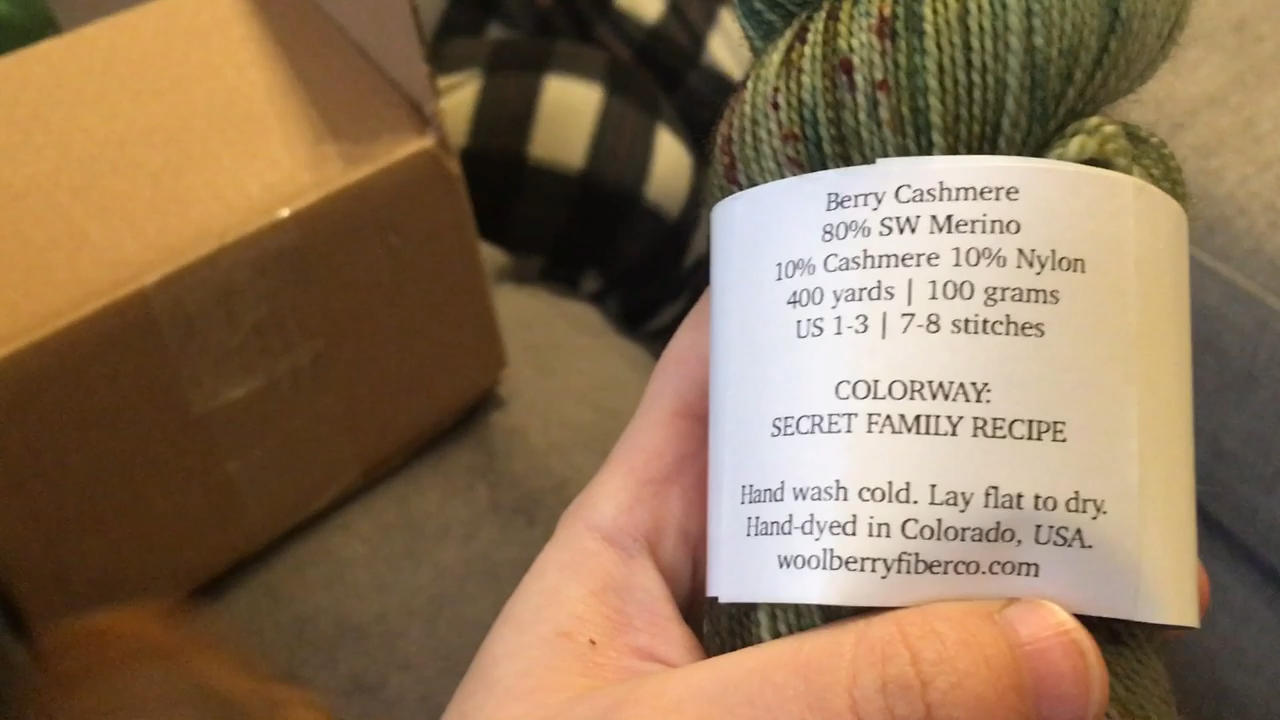 Berry Cashmere
80% SW Merino
10% Cashmere 10% Nylon
400 yards | 100 grams
US 1-3 | 7-8 stitches
COLORWAY:
SECRET FAMILY RECIPE
Hand wash cold. Lay flat to dry.
Hand-dyed in Colorado, USA.
woolberryfiberco.com